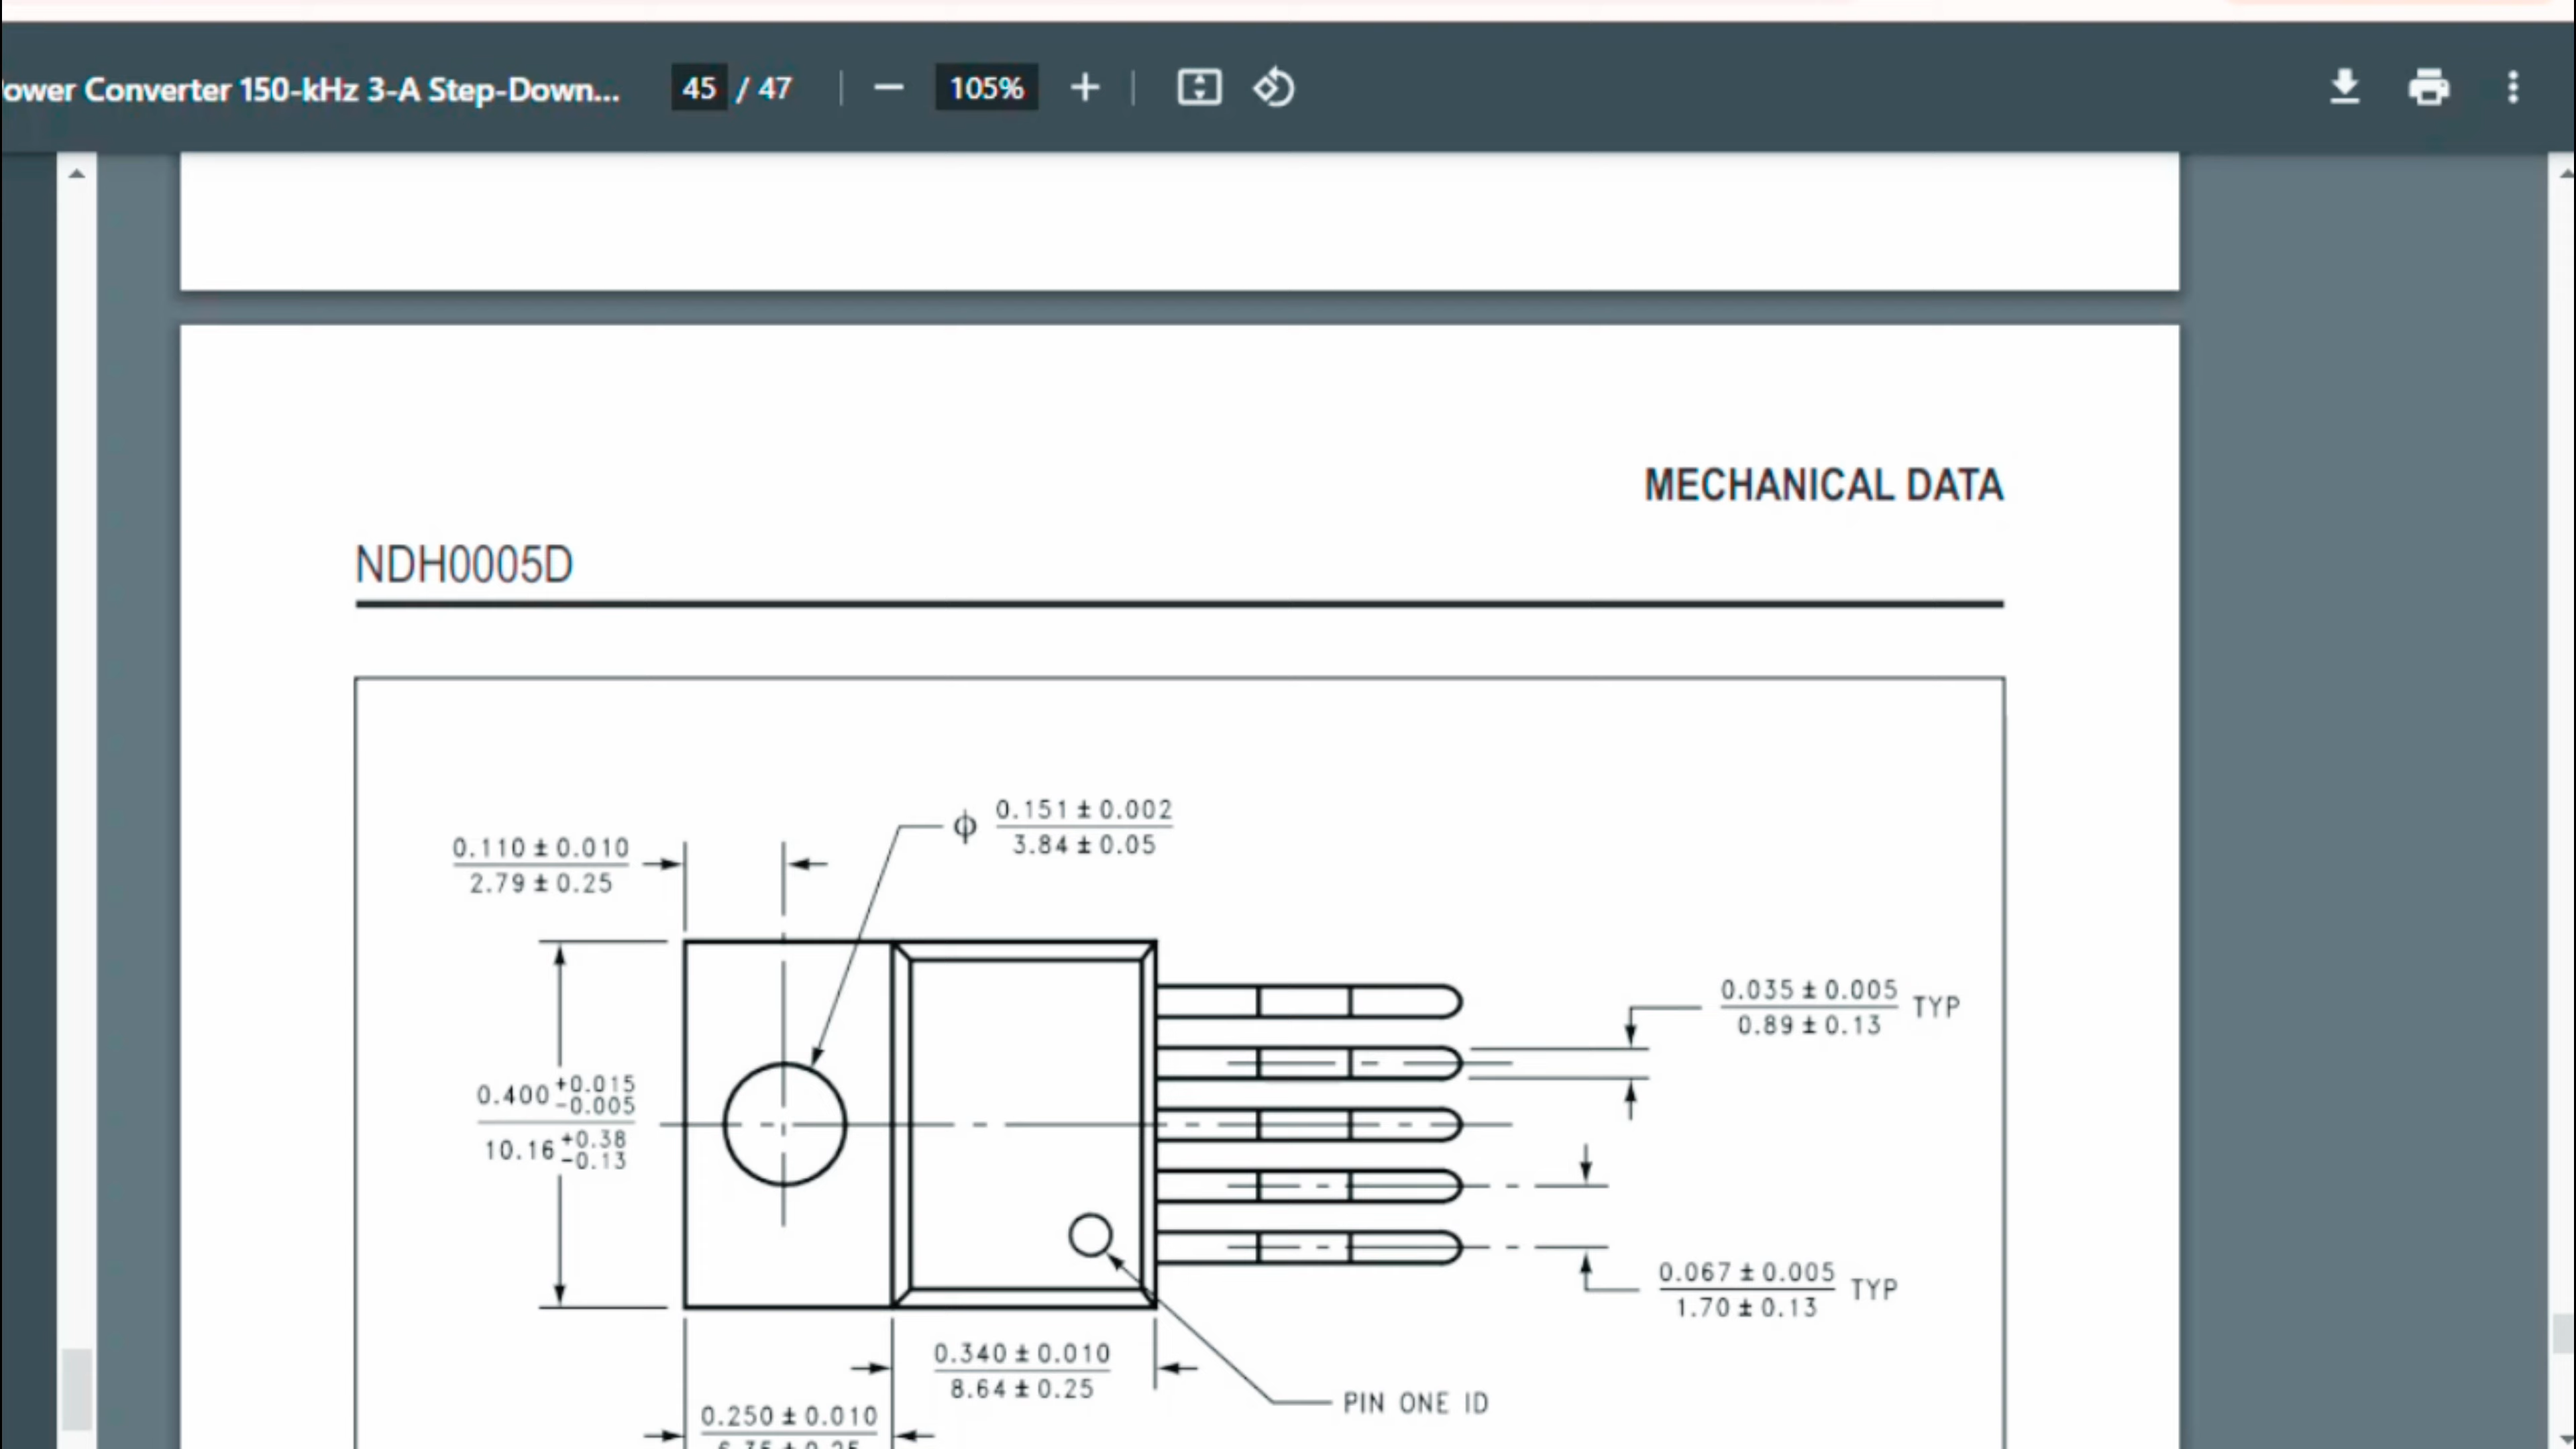 ower Converter 150-kHz 3-A Step-Down... 45 / 47 105%
MECHANICAL DATA
NDH0005D
0.151 ± 0.002
ϕ
3.84 ± 0.05
0.110 ± 0.010
2.79 ± 0.25
0.035 ± 0.005
TYP
0.89 ± 0.13
0.400 +0.015 -0.005
10.16 +0.38 -0.13
0.067 ± 0.005
TYP
1.70 ± 0.13
0.340 ± 0.010
8.64 ± 0.25
PIN ONE ID
0.250 ± 0.010